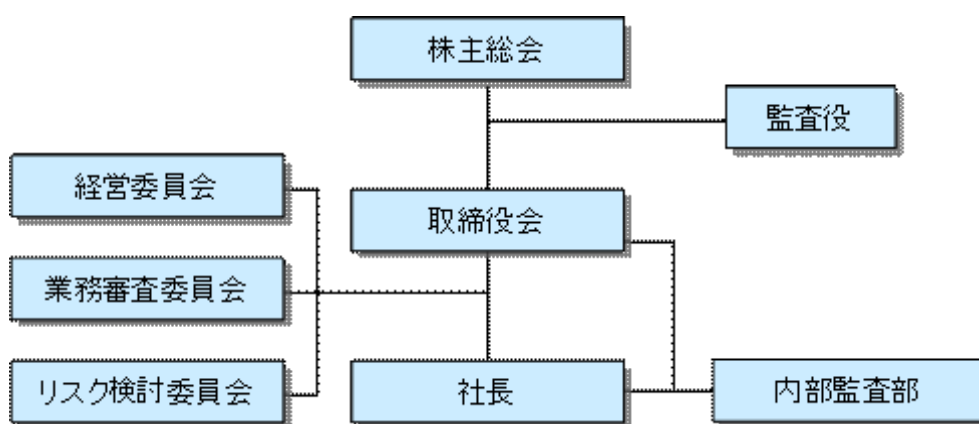 株主総会
監査役
経営委員会
取締役会
業務審査委員会
リスク検討委員会
社長
内部監査部